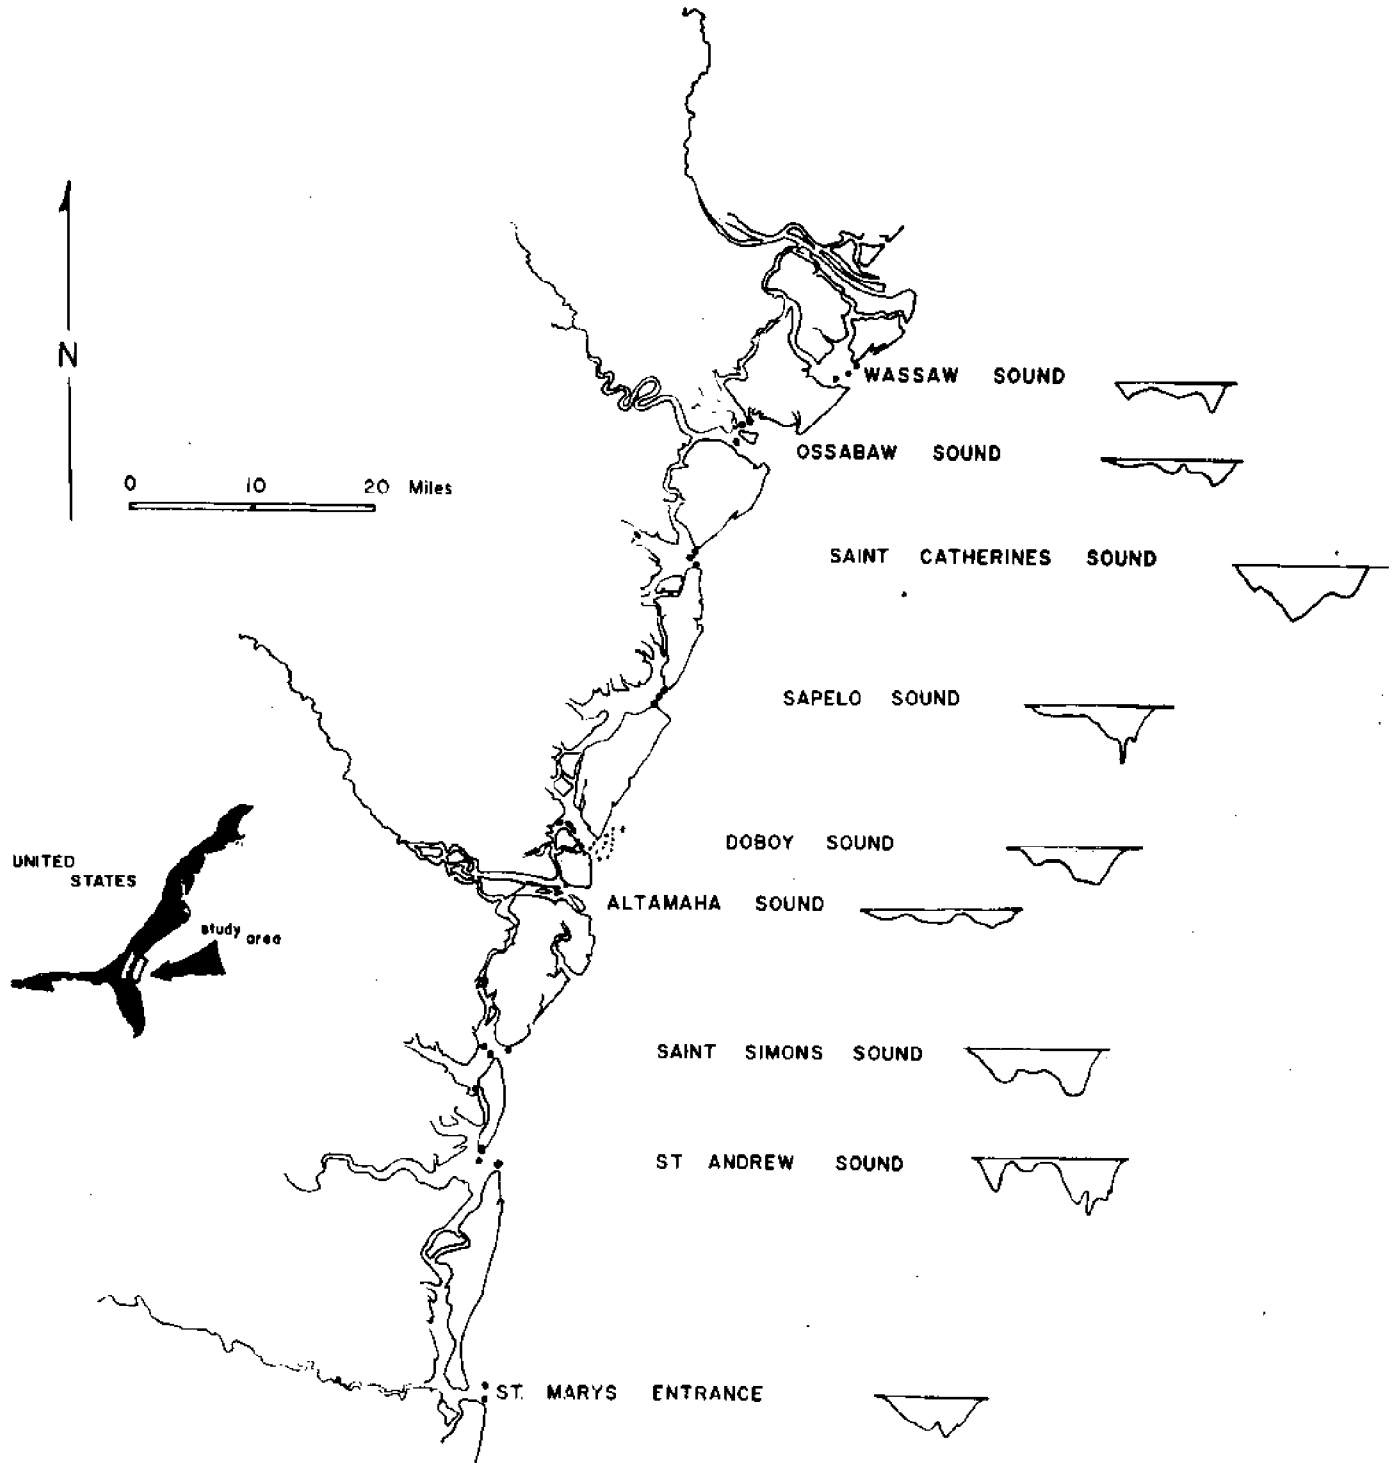 N
WASSAW SOUND
OSSABAW SOUND
0 10 20 Miles
SAINT CATHERINES SOUND
SAPELO SOUND
DOBOY SOUND
UNITED
STATES
ALTAMAHA SOUND
study area
SAINT SIMONS SOUND
ST ANDREW SOUND
ST. MARYS ENTRANCE